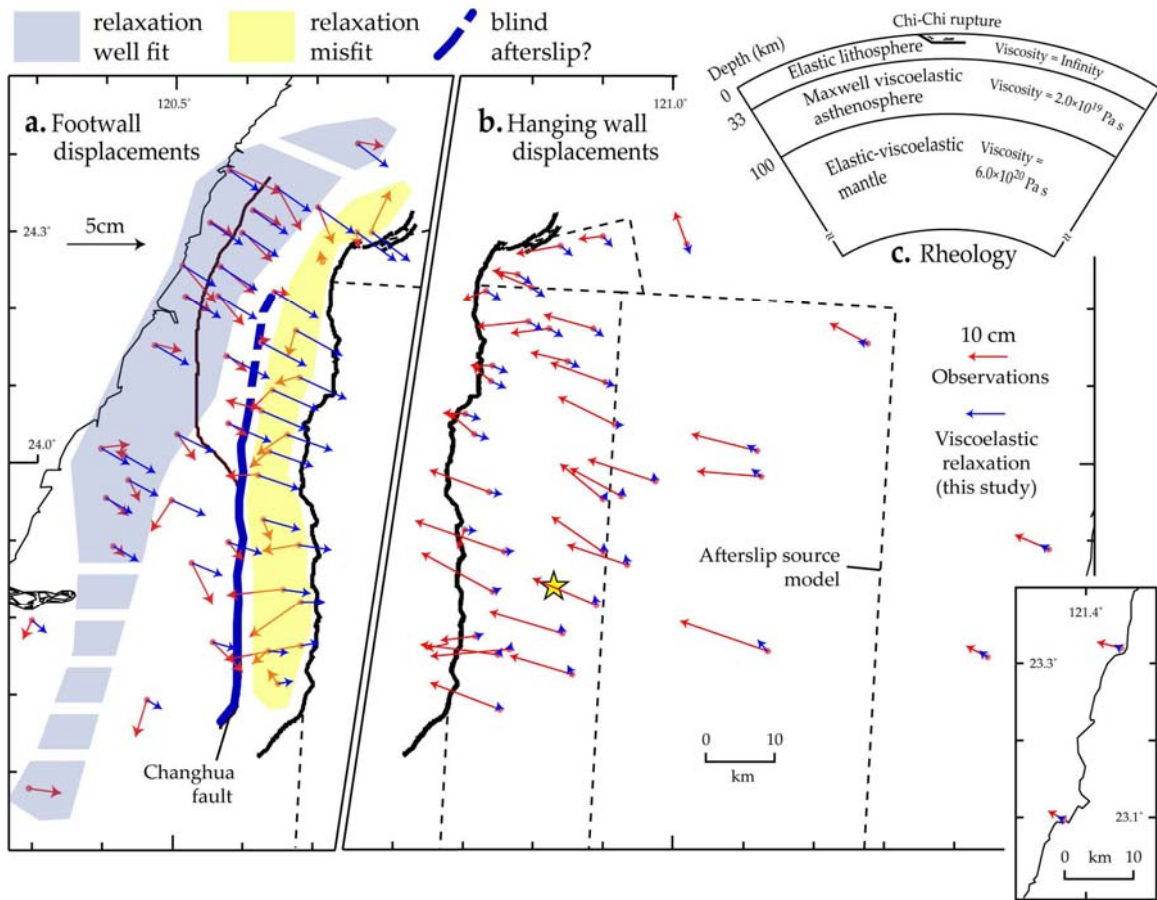 relaxation
well fit
relaxation
misfit
blind
afterslip?
Chi-Chi rupture
Depth (km)
Elastic lithosphere
Viscosity = Infinity
0
Maxwell viscoelastic
asthenosphere
Viscosity = 2.0×10¹⁹ Pa s
33
Elastic-viscoelastic
mantle
Viscosity =
6.0×10²⁰ Pa s
100
≈
≈
c. Rheology
120.5°
121.0°
a. Footwall
displacements
b. Hanging wall
displacements
5cm
24.3°
24.0°
10 cm
Observations
Viscoelastic
relaxation
(this study)
Afterslip source
model
0 10
km
Changhua
fault
121.4°
23.3°
23.1°
0 km 10